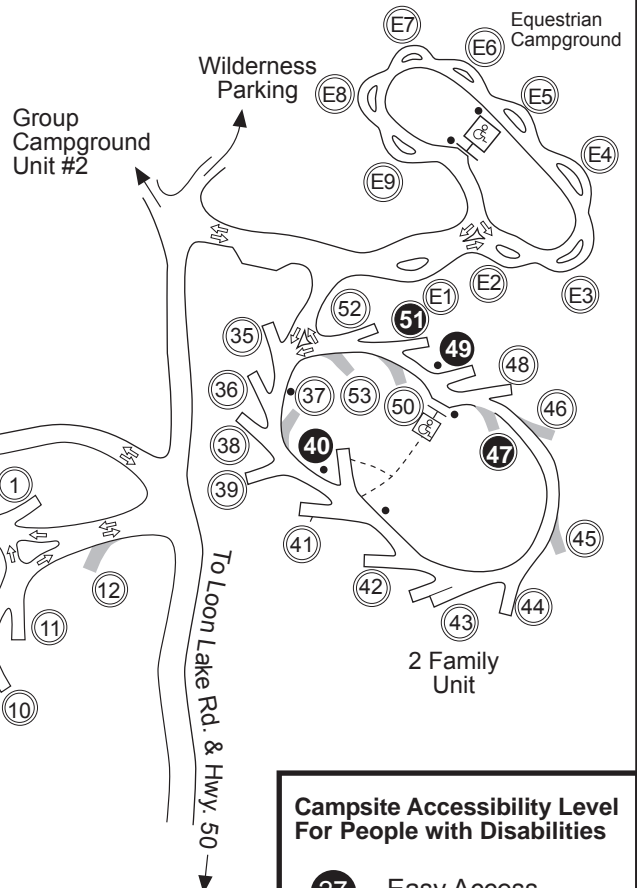 E7
E6
Equestrian
Campground
Wilderness
Parking
E8
E5
Group
Campground
Unit #2
E4
E9
E1
E2
E3
52
51
35
49
48
36
37
53
50
46
38
40
47
39
1
41
45
12
42
44
11
43
2 Family
Unit
10
To Loon Lake Rd. & Hwy. 50
Campsite Accessibility Level
For People with Disabilities
37
Easy Access